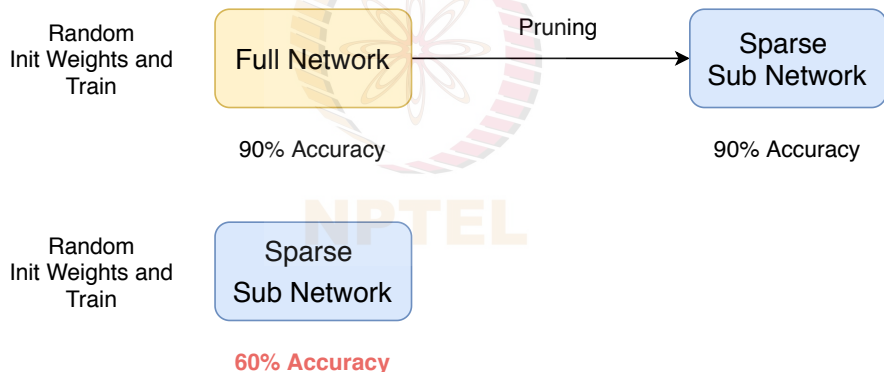 Random
Init Weights and
Train
Full Network
Pruning
Sparse
Sub Network
90% Accuracy
90% Accuracy
NPTEL
Random
Init Weights and
Train
Sparse
Sub Network
60% Accuracy